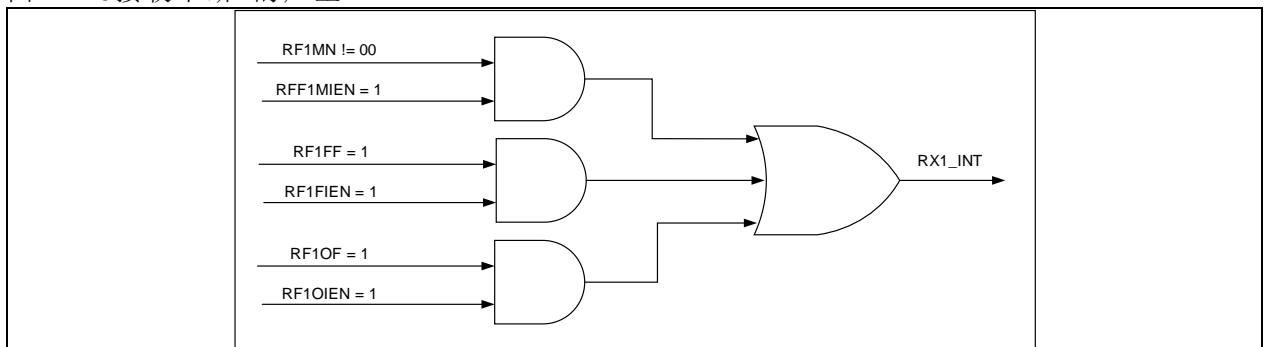 RF1MN != 00
RFF1MIEN = 1
RF1FF = 1
RF1FIEN = 1
RX1_INT
RF1OF = 1
RF1OIEN = 1